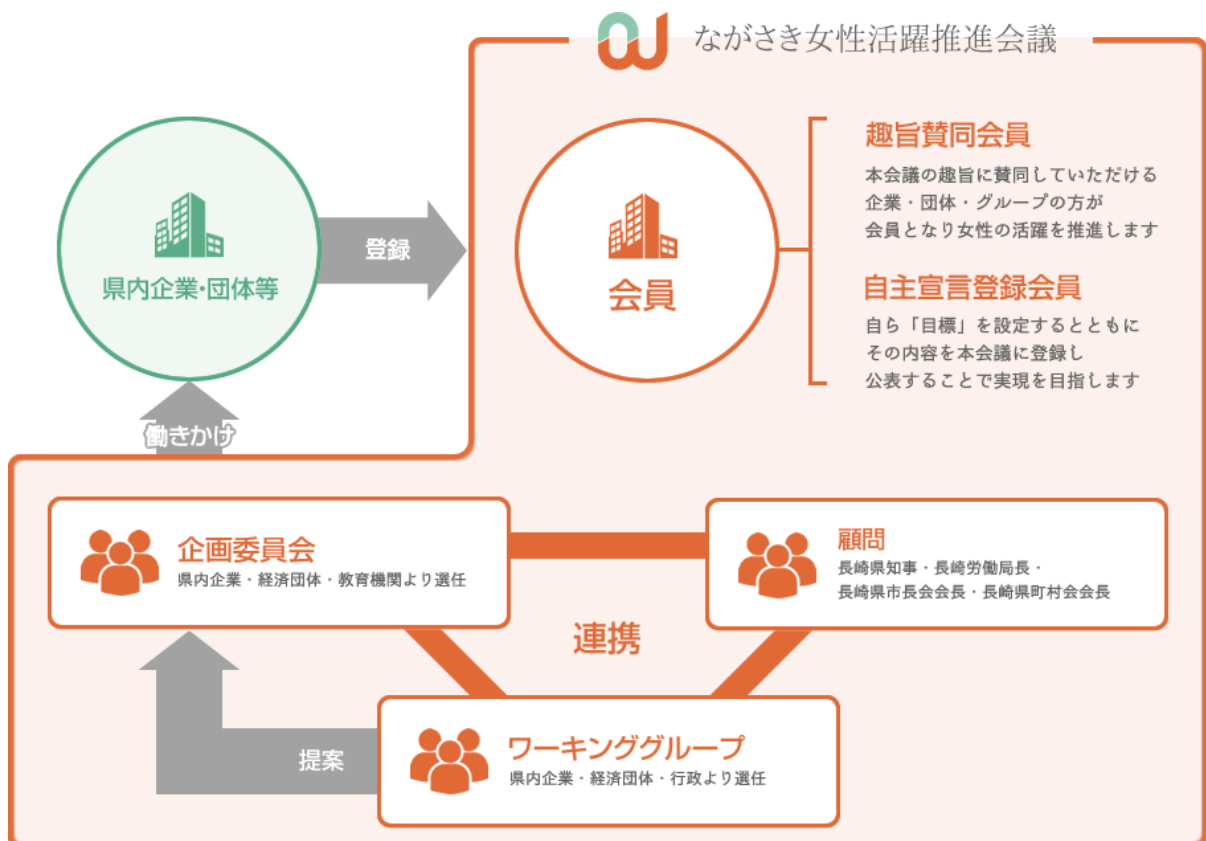 ながさき女性活躍推進会議
県内企業・団体等
登録
会員
趣旨賛同会員
本会議の趣旨に賛同していただける
企業・団体・グループの方が
会員となり女性の活躍を推進します
自主宣言登録会員
自ら「目標」を設定するとともに
その内容を本会議に登録し
公表することで実現を目指します
働きかけ
企画委員会
県内企業・経済団体・教育機関より選任
顧問
長崎県知事・長崎労働局長・
長崎県市長会会長・長崎県町村会会長
連携
提案
ワーキンググループ
県内企業・経済団体・行政より選任